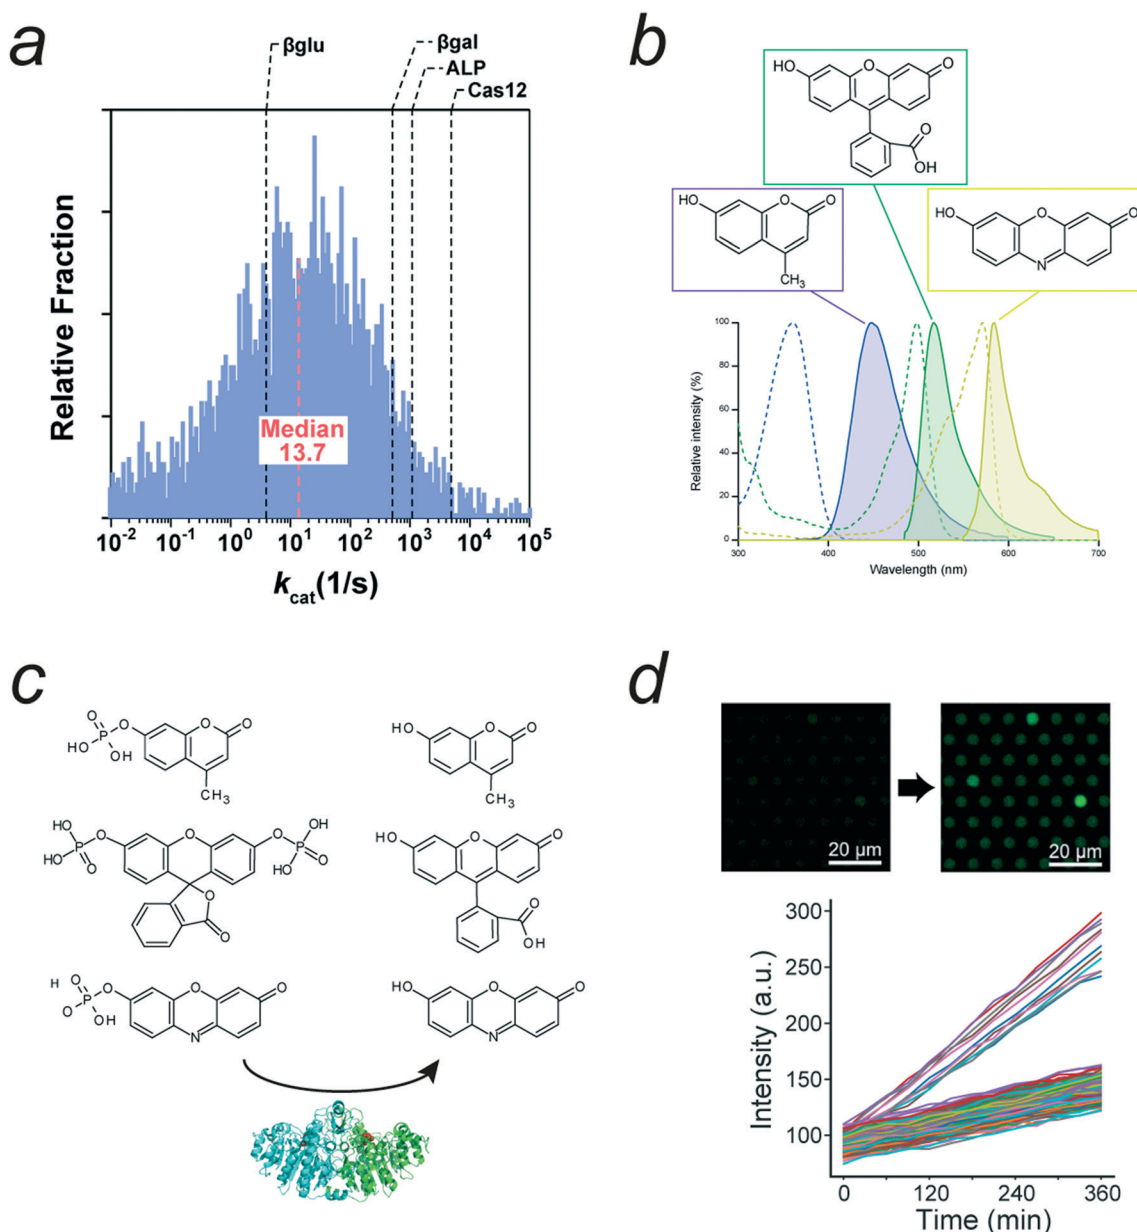 a
βglu
βgal
ALP
Cas12
Relative Fraction
Median
13.7
10-2
10-1
100
101
102
103
104
105
kcat(1/s)
b
HO
O
O
O
OH
HO
O
O
CH3
HO
O
O
N
100
80
60
40
20
0
Relative intensity (%)
300
400
500
600
700
Wavelength (nm)
c
O
P
O
HO
OH
O
O
CH3
HO
O
O
CH3
OH
HO
P
O
O
O
O
OH
P
O
HO
O
O
HO
O
O
O
OH
H
O
P
O
O
OH
O
O
N
HO
O
O
N
d
20 μm
20 μm
300
250
200
150
100
Intensity (a.u.)
0
120
240
360
Time (min)